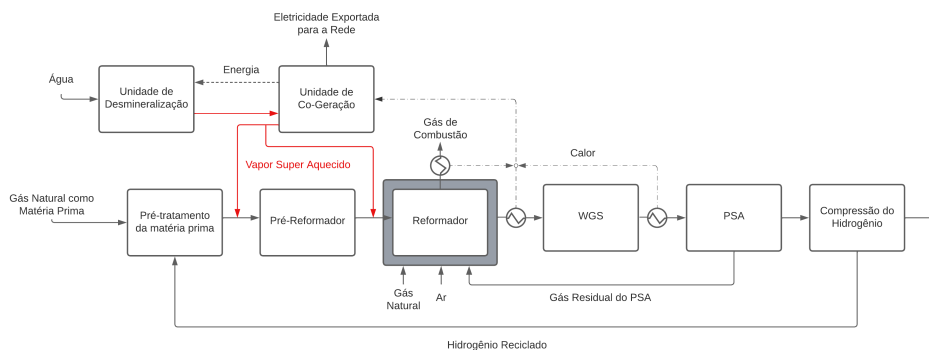 Eletricidade Exportada
para a Rede
Água
Unidade de
Desmineralização
Energia
Unidade de
Co-Geração
Gás de
Combustão
Calor
Vapor Super Aquecido
Gás Natural como
Matéria Prima
Pré-tratamento
da matéria prima
Pré-Reformador
Reformador
WGS
PSA
Compressão do
Hidrogênio
Gás
Natural
Ar
Gás Residual do PSA
Hidrogênio Reciclado